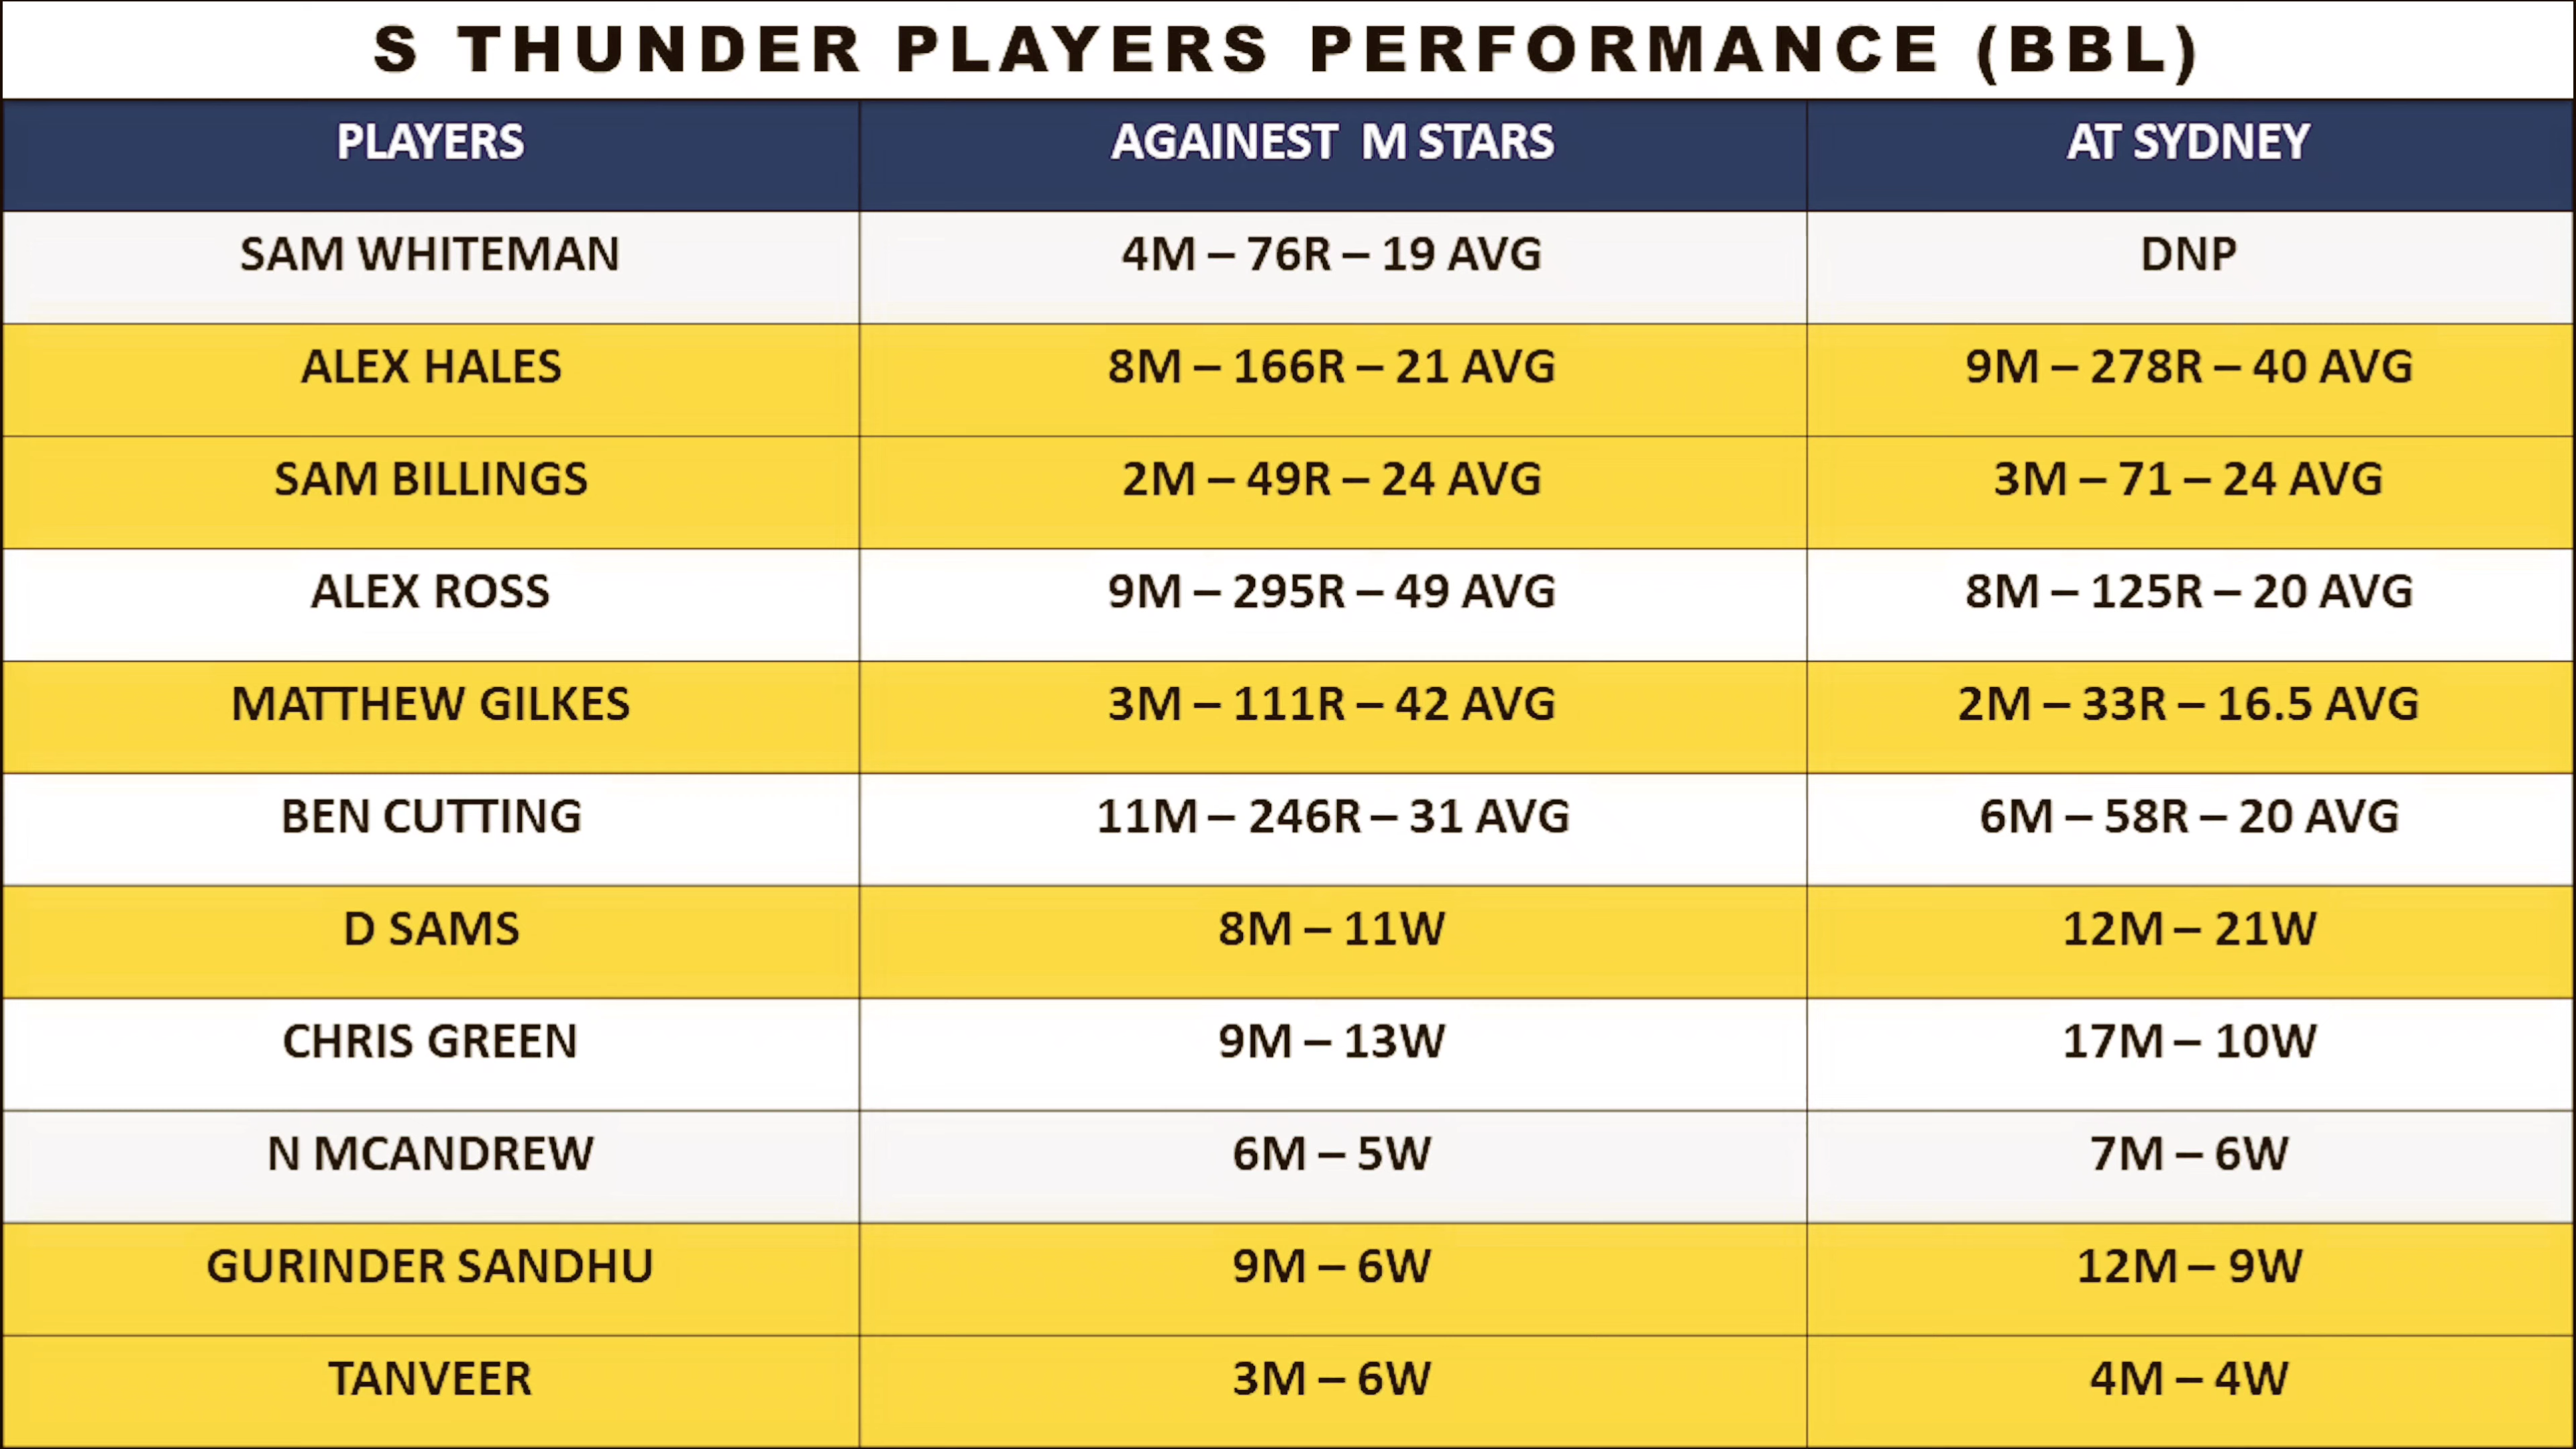 S THUNDER PLAYERS PERFORMANCE (BBL)
PLAYERS AGAINEST M STARS AT SYDNEY
SAM WHITEMAN 4M – 76R – 19 AVG DNP
ALEX HALES 8M – 166R – 21 AVG 9M – 278R – 40 AVG
SAM BILLINGS 2M – 49R – 24 AVG 3M – 71 – 24 AVG
ALEX ROSS 9M – 295R – 49 AVG 8M – 125R – 20 AVG
MATTHEW GILKES 3M – 111R – 42 AVG 2M – 33R – 16.5 AVG
BEN CUTTING 11M – 246R – 31 AVG 6M – 58R – 20 AVG
D SAMS 8M – 11W 12M – 21W
CHRIS GREEN 9M – 13W 17M – 10W
N MCANDREW 6M – 5W 7M – 6W
GURINDER SANDHU 9M – 6W 12M – 9W
TANVEER 3M – 6W 4M – 4W